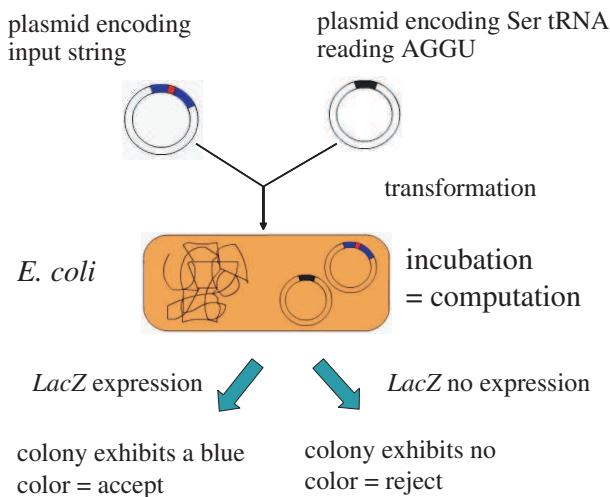 plasmid encoding
input string
plasmid encoding Ser tRNA
reading AGGU
transformation
E. coli
incubation
= computation
LacZ expression
LacZ no expression
colony exhibits a blue
color = accept
colony exhibits no
color = reject